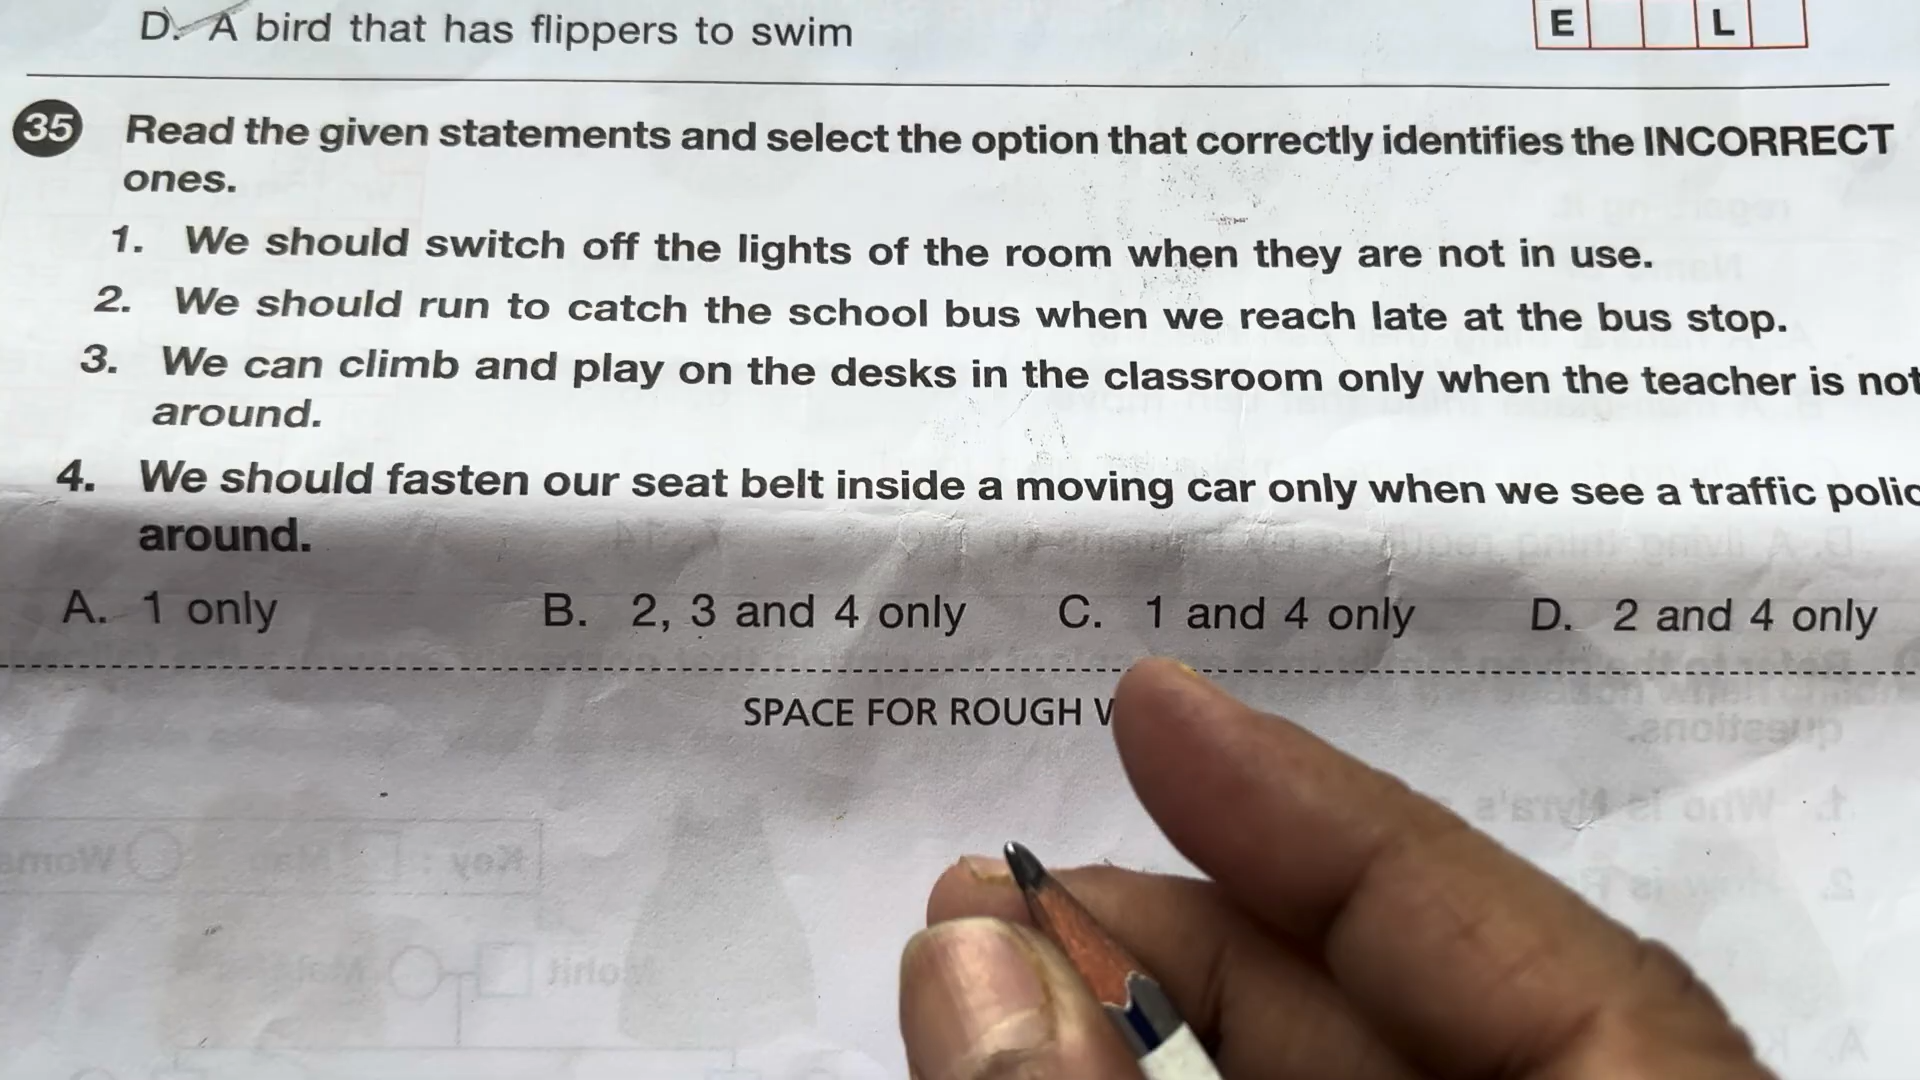 D. A bird that has flippers to swim
E L
35 Read the given statements and select the option that correctly identifies the INCORRECT
ones.
1. We should switch off the lights of the room when they are not in use.
2. We should run to catch the school bus when we reach late at the bus stop.
3. We can climb and play on the desks in the classroom only when the teacher is not
around.
4. We should fasten our seat belt inside a moving car only when we see a traffic polic
around.
A. 1 only B. 2, 3 and 4 only C. 1 and 4 only D. 2 and 4 only
SPACE FOR ROUGH